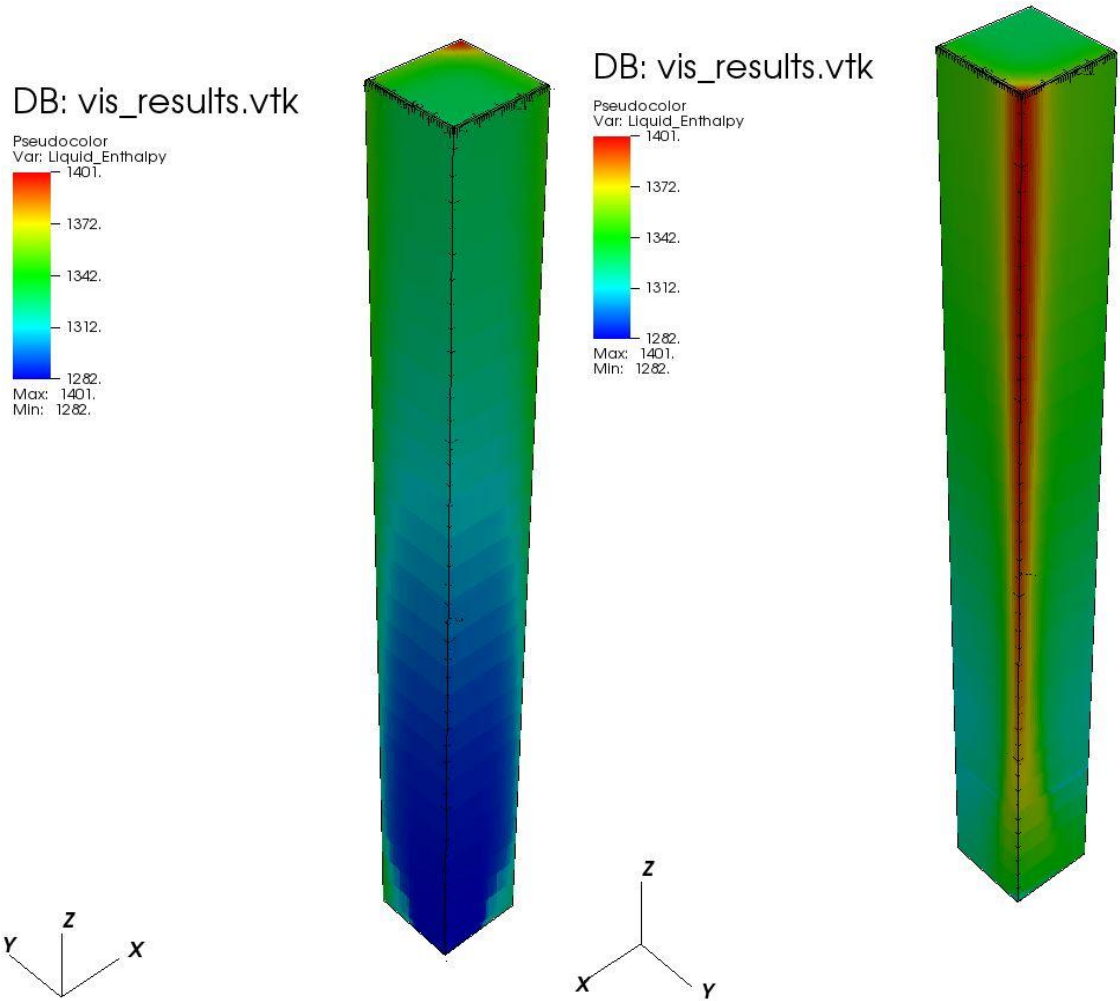 DB: vis_results.vtk
Pseudocolor
Var: Liquid_Enthalpy
1401.
1372.
1342.
1312.
1282.
Max: 1401.
Min: 1282.
Y
Z
X
DB: vis_results.vtk
Pseudocolor
Var: Liquid_Enthalpy
1401.
1372.
1342.
1312.
1282.
Max: 1401.
Min: 1282.
Z
X
Y